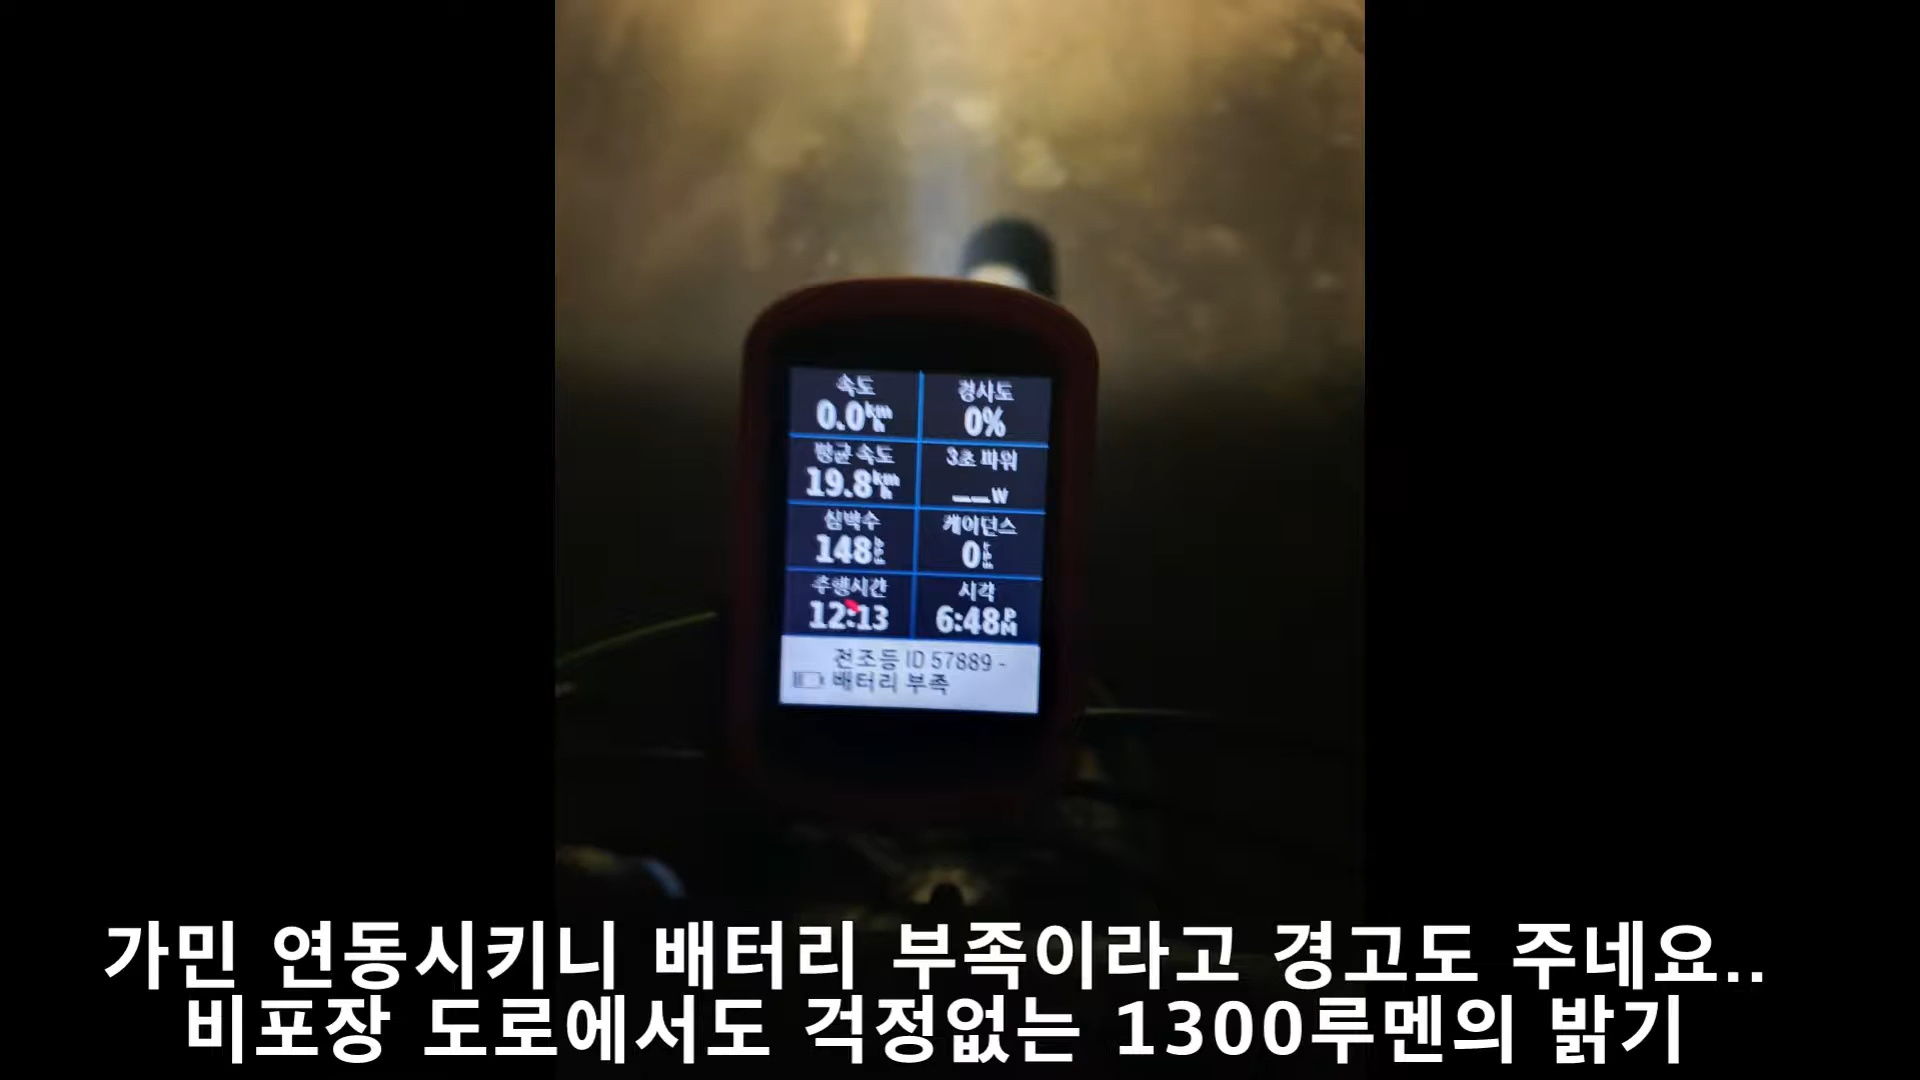 속도
0.0 km/h
경사도
0%
평균 속도
19.8 km/h
3초 파워
__W
심박수
148
케이던스
0
주행시간
12:13
시각
6:48 PM
전조등 ID 57889 -
배터리 부족
가민 연동시키니 배터리 부족이라고 경고도 주네요..
비포장 도로에서도 걱정없는 1300루멘의 밝기